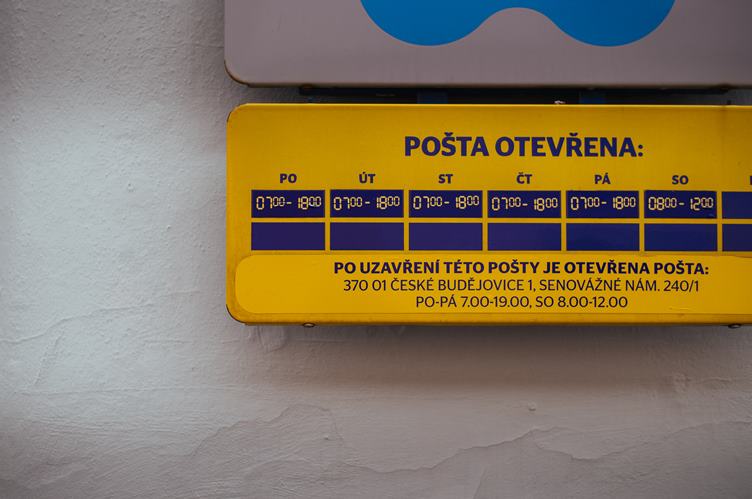 POŠTA OTEVŘENA:
PO ÚT ST ČT PÁ SO
0700-1800 0700-1800 0700-1800 0700-1800 0700-1800 0800-1200
PO UZAVŘENÍ TÉTO POŠTY JE OTEVŘENA POŠTA:
370 01 ČESKÉ BUDĚJOVICE 1, SENOVÁŽNÉ NÁM. 240/1
PO-PÁ 7.00-19.00, SO 8.00-12.00